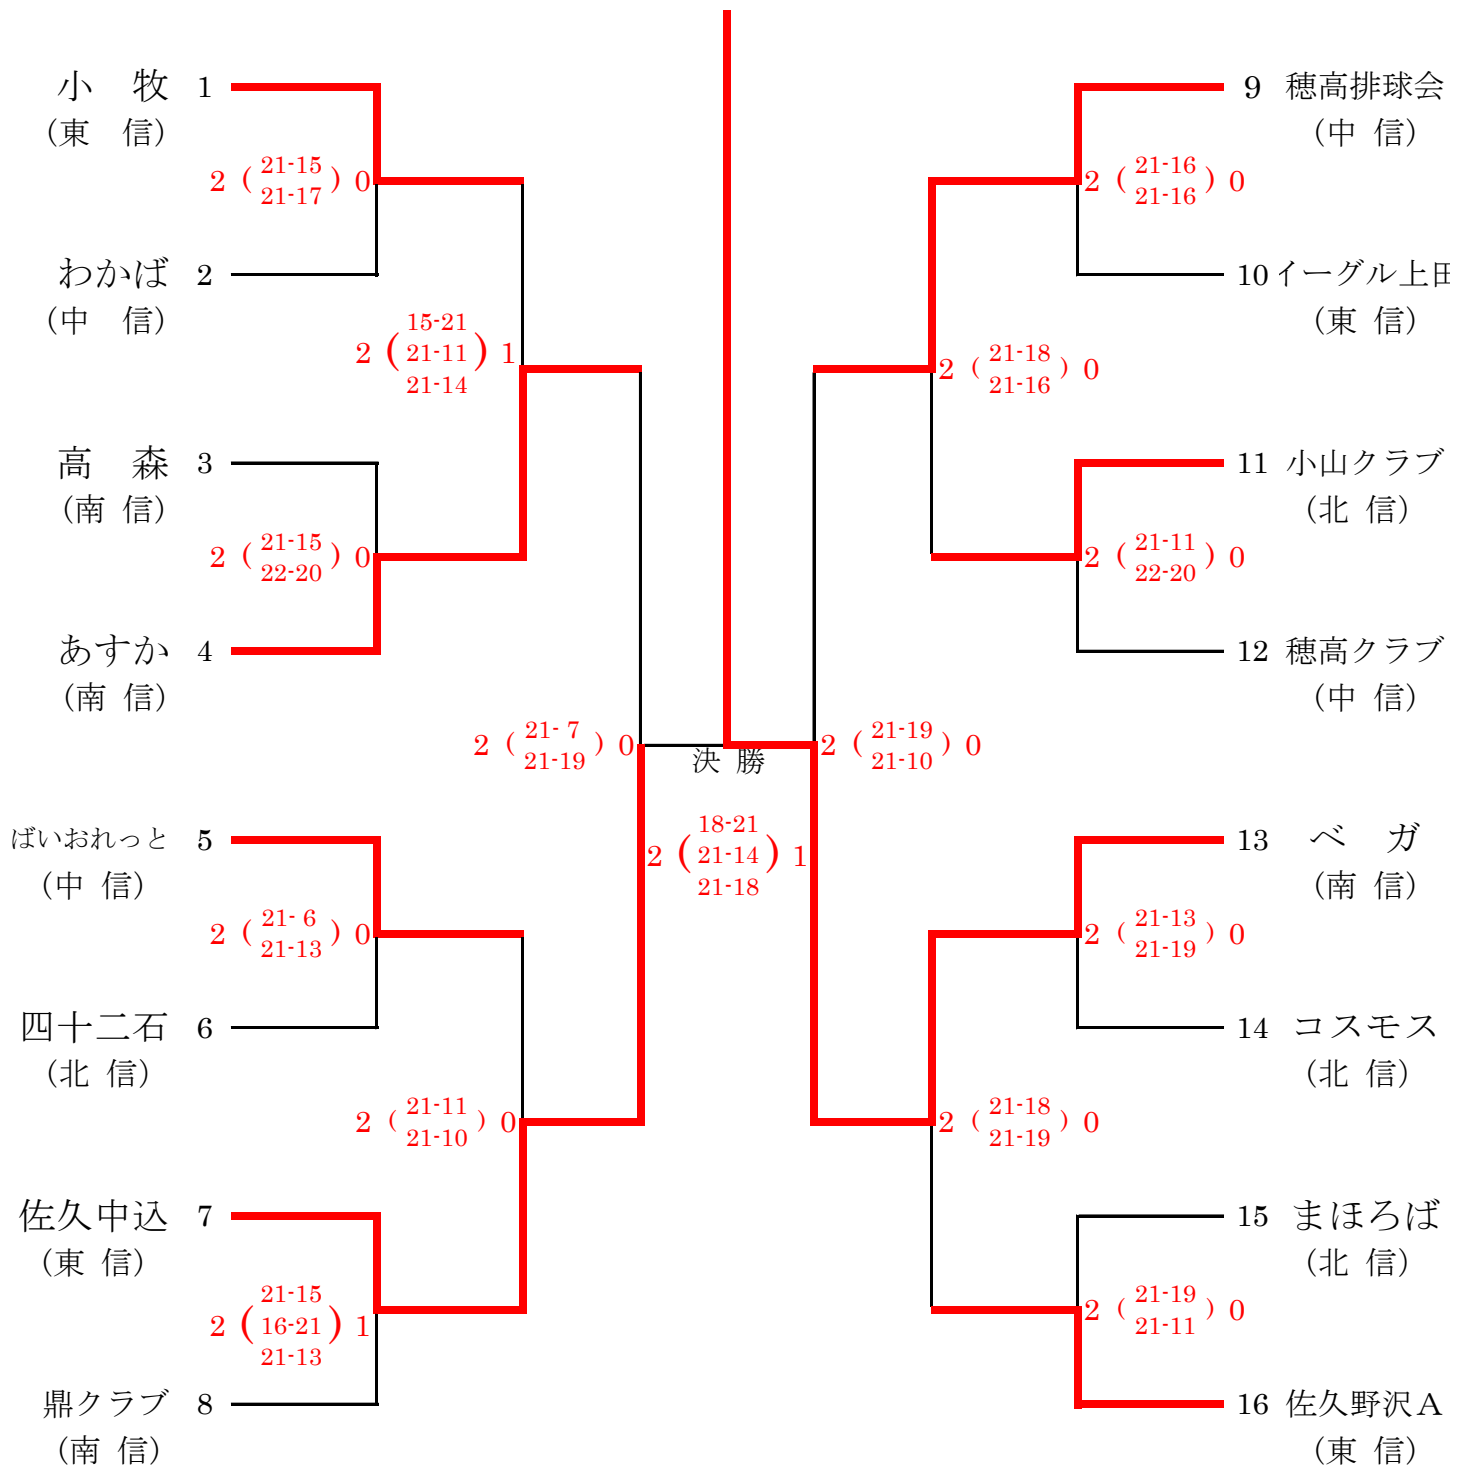 小 牧 1
(東 信)
2 ( 21-15 ) 0
21-17
わかば 2
(中 信)
15-21
2 ( 21-11 ) 1
21-14
高 森 3
(南 信)
2 ( 21-15 ) 0
22-20
あすか 4
(南 信)
2 ( 21- 7 ) 0
21-19
ばいおれっと 5
(中 信)
2 ( 21- 6 ) 0
21-13
四十二石 6
(北 信)
2 ( 21-11 ) 0
21-10
佐久中込 7
(東 信)
21-15
2 ( 16-21 ) 1
21-13
鼎クラブ 8
(南 信)
決 勝
18-21
2 ( 21-14 ) 1
21-18
9 穂高排球会
(中 信)
2 ( 21-16 ) 0
21-16
10 イーグル上田
(東 信)
2 ( 21-18 ) 0
21-16
11 小山クラブ
(北 信)
2 ( 21-11 ) 0
22-20
12 穂高クラブ
(中 信)
2 ( 21-19 ) 0
21-10
13 ベ ガ
(南 信)
2 ( 21-13 ) 0
21-19
14 コスモス
(北 信)
2 ( 21-18 ) 0
21-19
15 まほろば
(北 信)
2 ( 21-19 ) 0
21-11
16 佐久野沢A
(東 信)